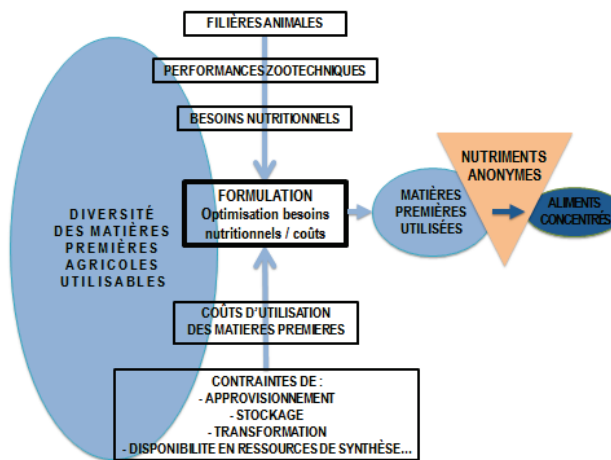 FILIÈRES ANIMALES
PERFORMANCES ZOOTECHNIQUES
BESOINS NUTRITIONNELS
DIVERSITÉ
DES MATIÈRES
PREMIÈRES
AGRICOLES
UTILISABLES
FORMULATION
Optimisation besoins
nutritionnels / coûts
MATIÈRES
PREMIÈRES
UTILISÉES
NUTRIMENTS
ANONYMES
ALIMENTS
CONCENTRÉS
COÛTS D'UTILISATION
DES MATIERES PREMIERES
CONTRAINTES DE :
- APPROVISIONNEMENT
- STOCKAGE
- TRANSFORMATION
- DISPONIBILITE EN RESSOURCES DE SYNTHÈSE...